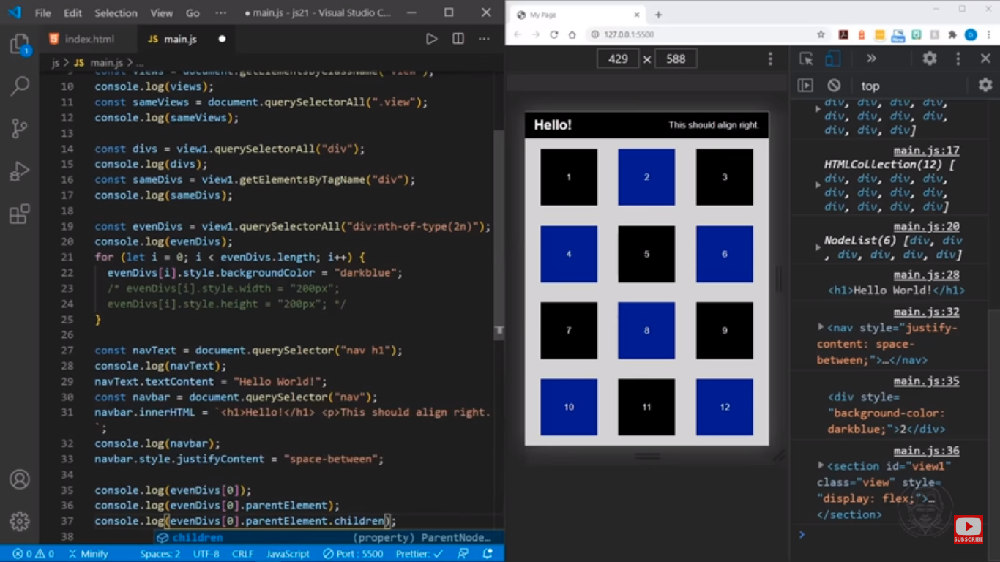 File Edit Selection View Go ··· ● main.js - js21 - Visual Studio C...
index.html JS main.js
js > JS main.js > ...
9 const views = document.getElementsByClassName("view");
10 console.log(views);
11 const sameViews = document.querySelectorAll(".view");
12 console.log(sameViews);
13
14 const divs = view1.querySelectorAll("div");
15 console.log(divs);
16 const sameDivs = view1.getElementsByTagName("div");
17 console.log(sameDivs);
18
19 const evenDivs = view1.querySelectorAll("div:nth-of-type(2n)");
20 console.log(evenDivs);
21 for (let i = 0; i < evenDivs.length; i++) {
22 evenDivs[i].style.backgroundColor = "darkblue";
23 /* evenDivs[i].style.width = "200px";
24 evenDivs[i].style.height = "200px"; */
25 }
26
27 const navText = document.querySelector("nav h1");
28 console.log(navText);
29 navText.textContent = "Hello World!";
30 const navbar = document.querySelector("nav");
31 navbar.innerHTML = `<h1>Hello!</h1> <p>This should align right.
`;
32 console.log(navbar);
33 navbar.style.justifyContent = "space-between";
34
35 console.log(evenDivs[0]);
36 console.log(evenDivs[0].parentElement);
37 console.log(evenDivs[0].parentElement.children);
38
children (property) ParentNode…
1
0 0 Minify Spaces: 2 UTF-8 CRLF JavaScript Port : 5500 Prettier: ✓
My Page
127.0.0.1:5500
New
D
429 × 588
Hello! This should align right.
1 2 3
4 5 6
7 8 9
10 11 12
top
div, div, div, div,
div, div, div, div,
div, div, div]
main.js:17
HTMLCollection(12) [
div, div, div, div,
div, div, div, div,
div, div, div, div]
main.js:20
NodeList(6) [div, div
, div, div, div, div]
main.js:28
<h1>Hello World!</h1>
main.js:32
<nav style="justify-
content: space-
between;">…</nav>
main.js:35
<div style=
"background-color:
darkblue;">2</div>
main.js:36
<section id="view1"
class="view" style=
"display: flex;">…
</section>
SUBSCRIBE